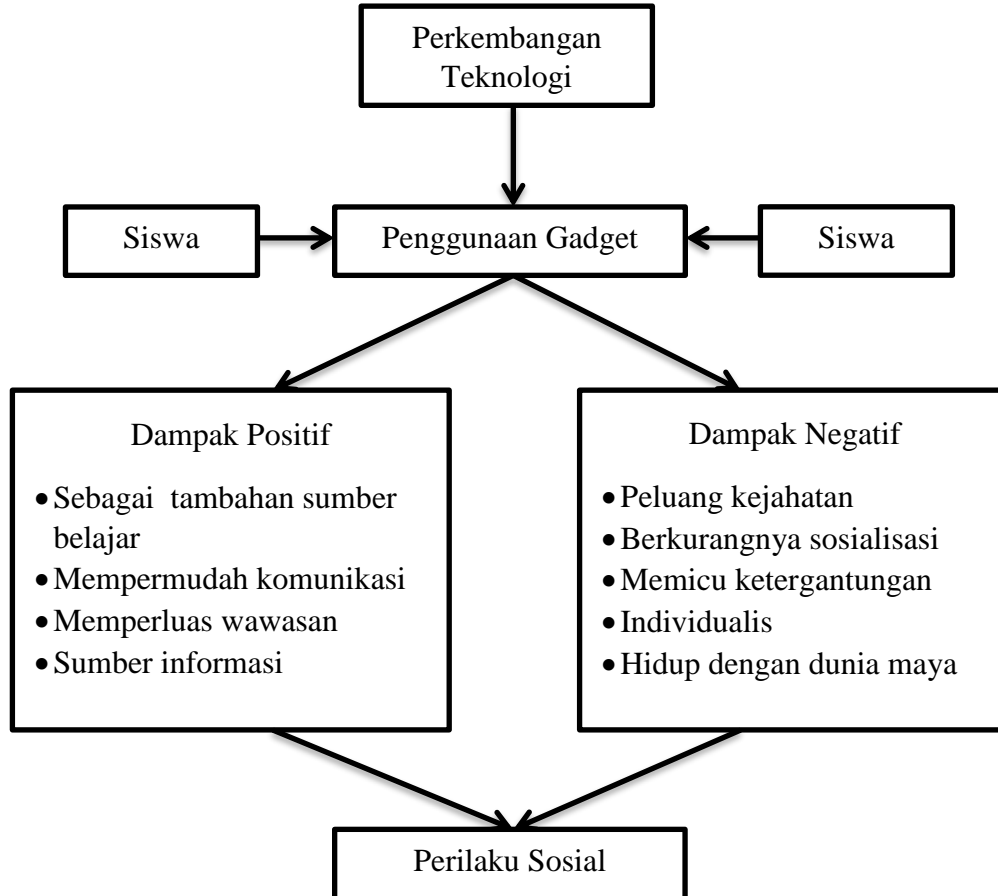 Perkembangan
Teknologi
Siswa
Penggunaan Gadget
Siswa
Dampak Positif
• Sebagai tambahan sumber
belajar
• Mempermudah komunikasi
• Memperluas wawasan
• Sumber informasi
Dampak Negatif
• Peluang kejahatan
• Berkurangnya sosialisasi
• Memicu ketergantungan
• Individualis
• Hidup dengan dunia maya
Perilaku Sosial